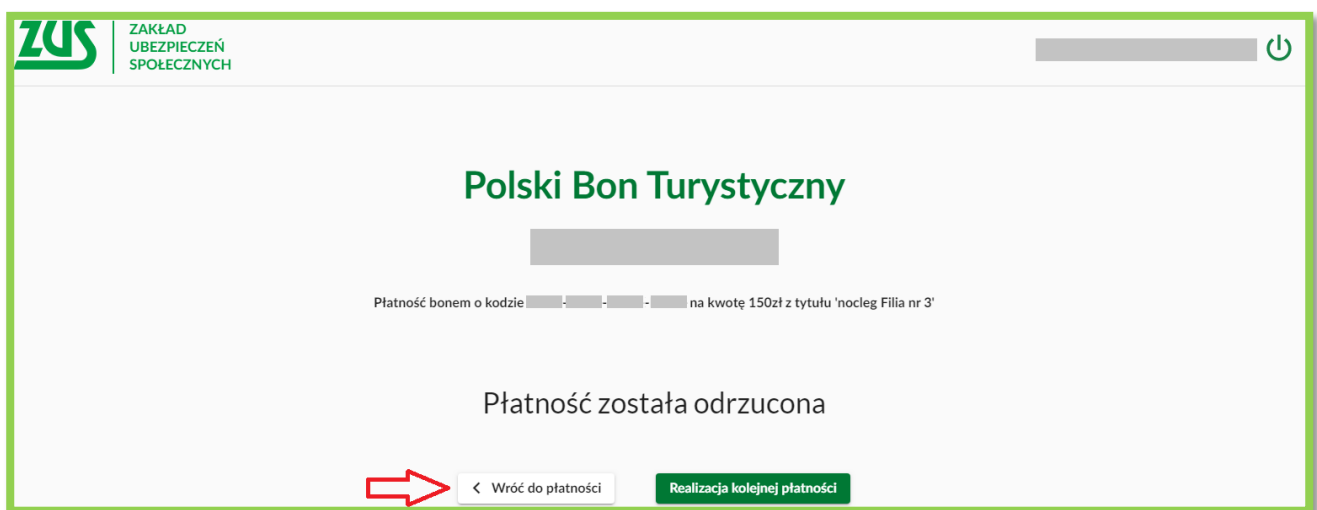 ZUS
ZAKŁAD
UBEZPIECZEŃ
SPOŁECZNYCH
Polski Bon Turystyczny
Płatność bonem o kodzie - - - na kwotę 150zł z tytułu 'nocleg Filia nr 3'
Płatność została odrzucona
Wróć do płatności
Realizacja kolejnej płatności